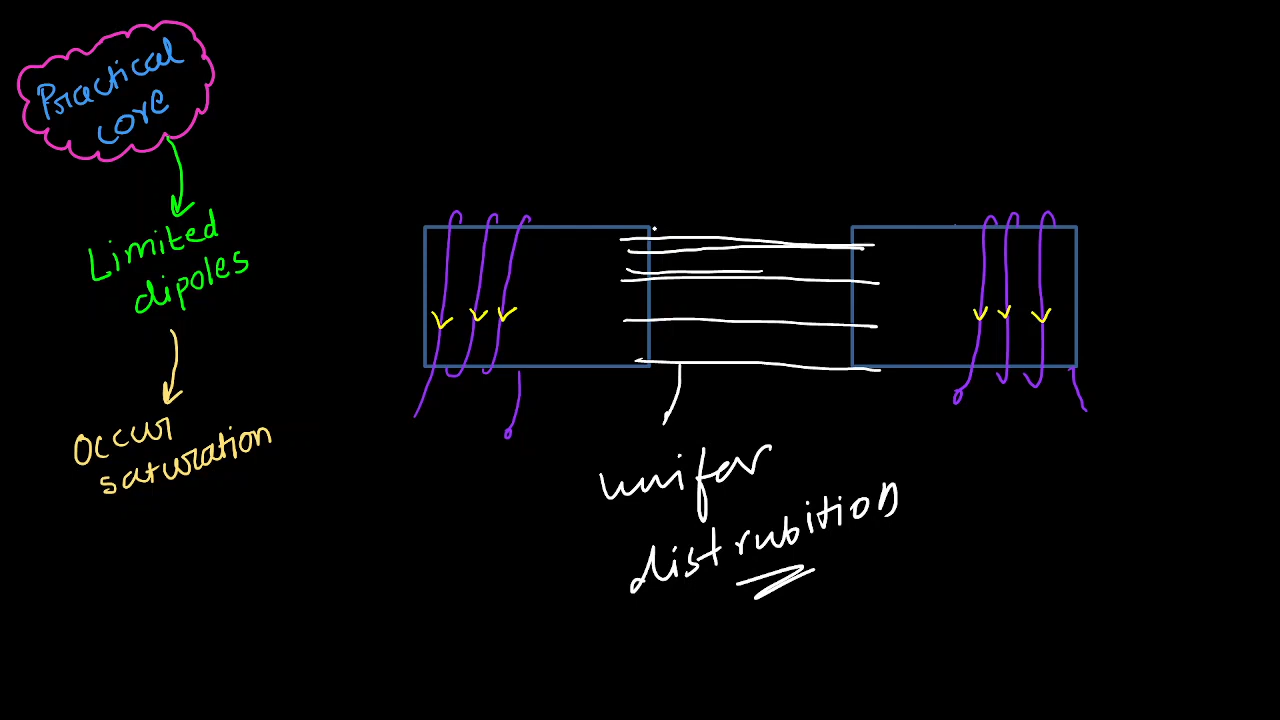 Practical
core
Limited
dipoles
Occur
saturation
unifor
distrubition